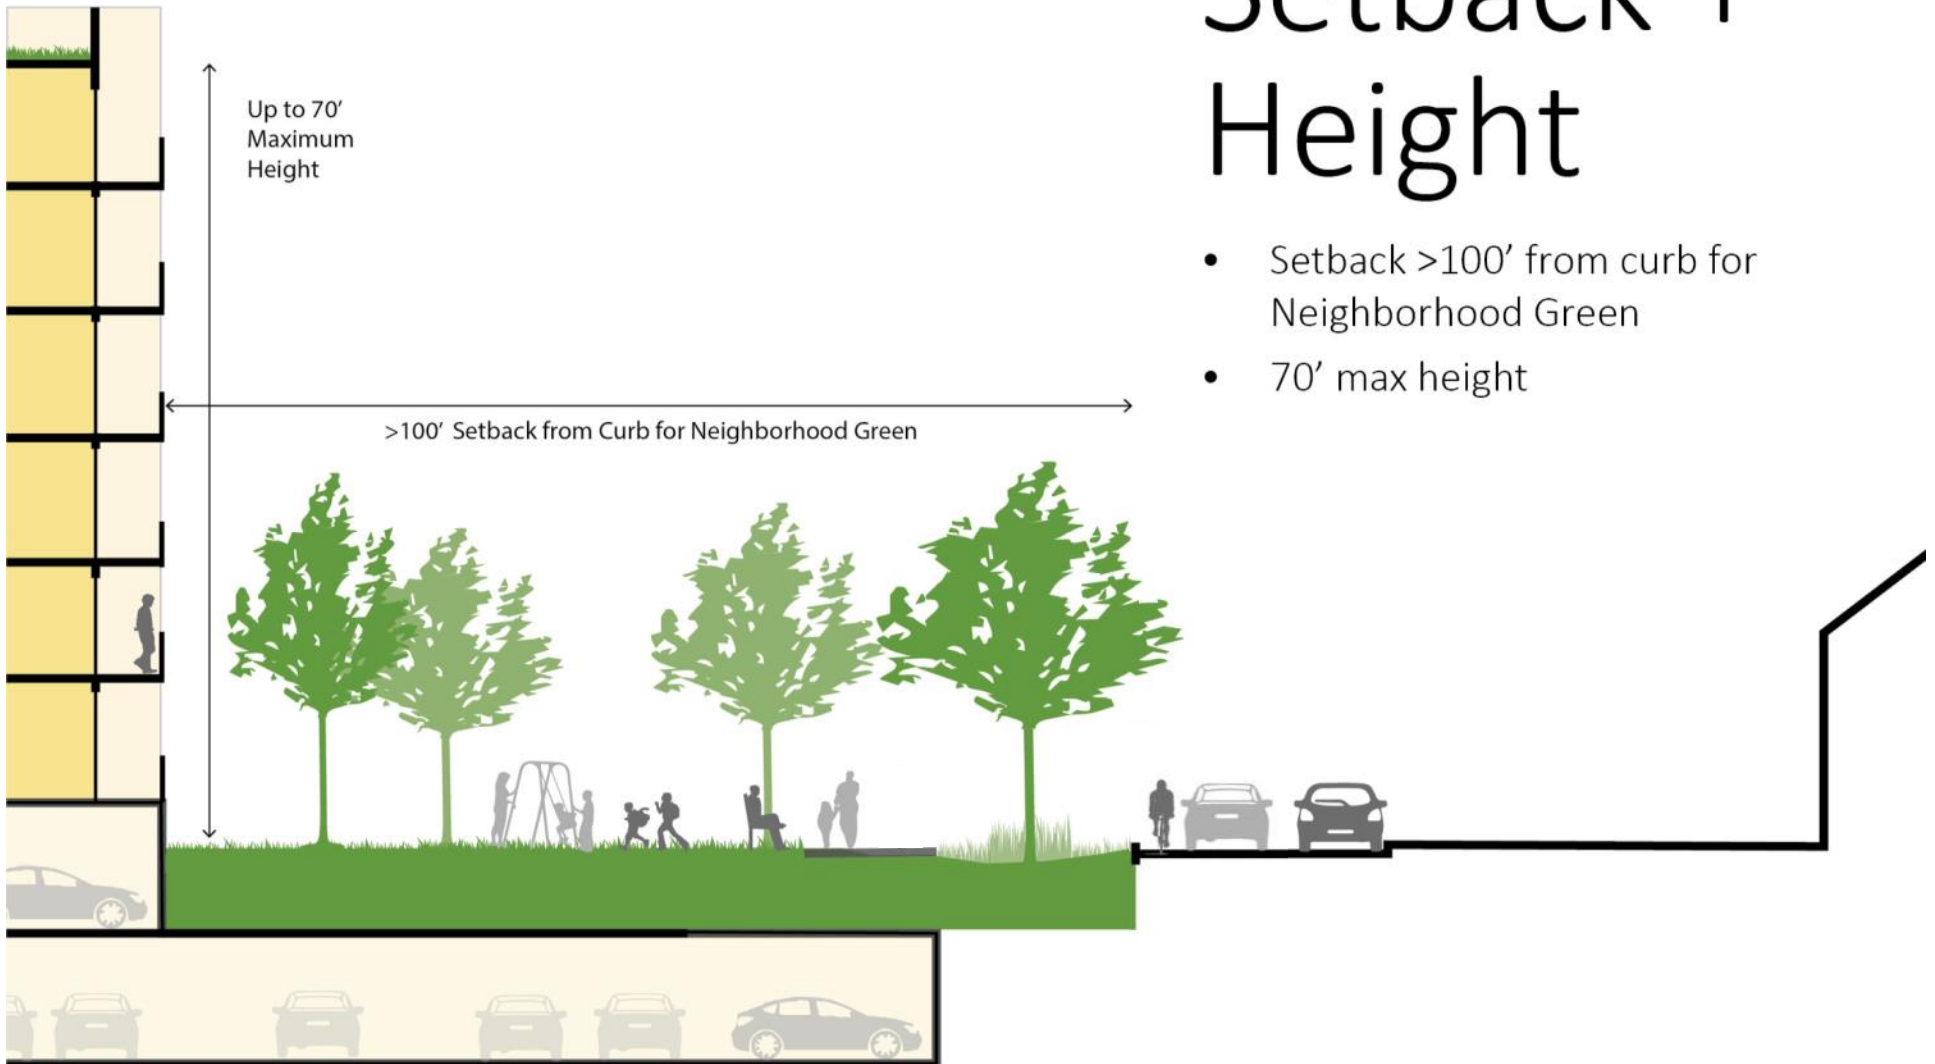 Setback +
Height
Up to 70’
Maximum
Height
• Setback >100’ from curb for
Neighborhood Green
• 70’ max height
>100’ Setback from Curb for Neighborhood Green